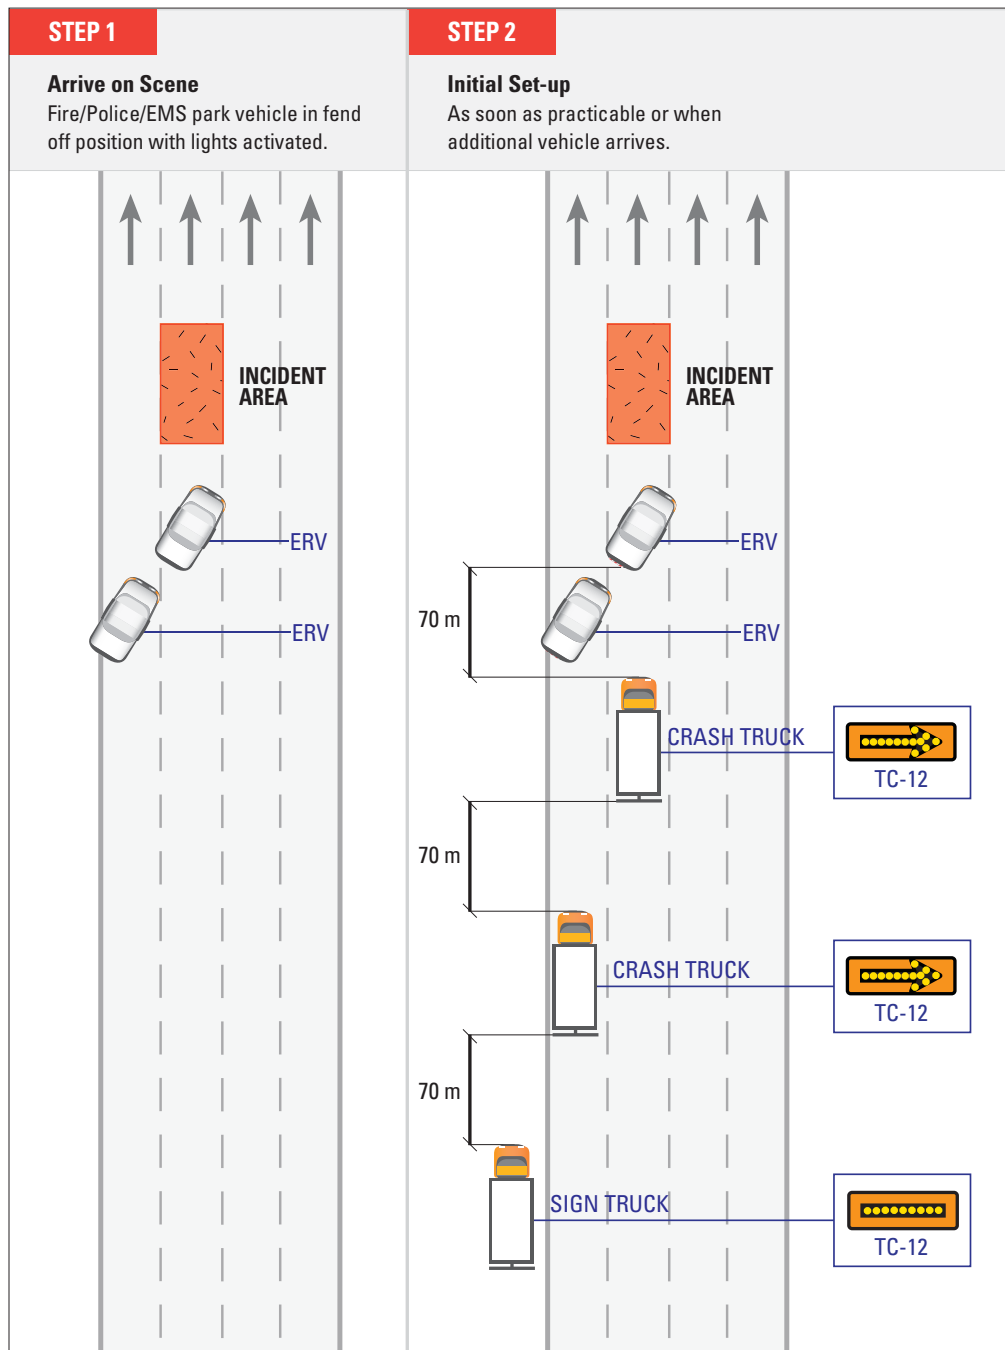 STEP 1
Arrive on Scene
Fire/Police/EMS park vehicle in fend
off position with lights activated.
INCIDENT
AREA
ERV
ERV
STEP 2
Initial Set-up
As soon as practicable or when
additional vehicle arrives.
INCIDENT
AREA
ERV
70 m
ERV
CRASH TRUCK
TC-12
70 m
CRASH TRUCK
TC-12
70 m
SIGN TRUCK
TC-12